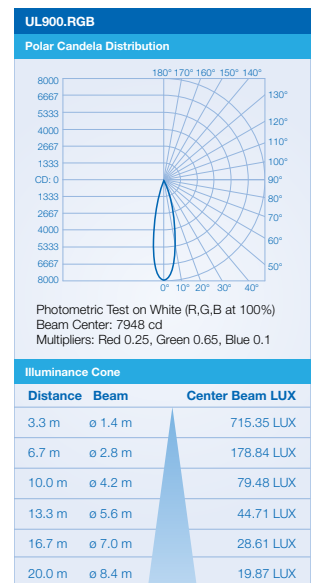 UL900.RGB
Polar Candela Distribution
180° 170° 160° 150° 140°
8000
6667
5333
4000
2667
1333
CD: 0
1333
2667
4000
5333
6667
8000
130°
120°
110°
100°
90°
80°
70°
60°
50°
0° 10° 20° 30° 40°
Photometric Test on White (R,G,B at 100%)
Beam Center: 7948 cd
Multipliers: Red 0.25, Green 0.65, Blue 0.1
Illuminance Cone
Distance Beam Center Beam LUX
3.3 m ø 1.4 m 715.35 LUX
6.7 m ø 2.8 m 178.84 LUX
10.0 m ø 4.2 m 79.48 LUX
13.3 m ø 5.6 m 44.71 LUX
16.7 m ø 7.0 m 28.61 LUX
20.0 m ø 8.4 m 19.87 LUX